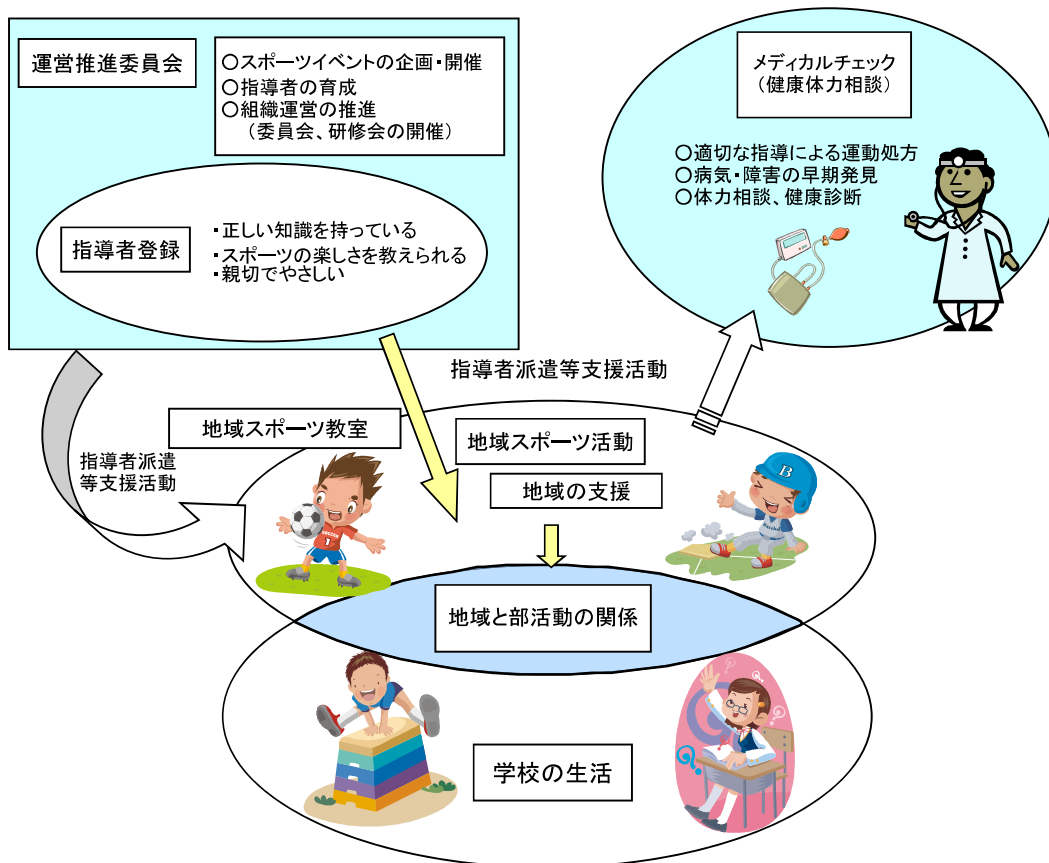 運営推進委員会
○スポーツイベントの企画・開催
○指導者の育成
○組織運営の推進
（委員会、研修会の開催）
指導者登録
・正しい知識を持っている
・スポーツの楽しさを教えられる
・親切でやさしい
メディカルチェック
（健康体力相談）
○適切な指導による運動処方
○病気・障害の早期発見
○体力相談、健康診断
指導者派遣等支援活動
地域スポーツ教室
地域スポーツ活動
指導者派遣
等支援活動
地域の支援
B
SOCCER
1
地域と部活動の関係
学校の生活